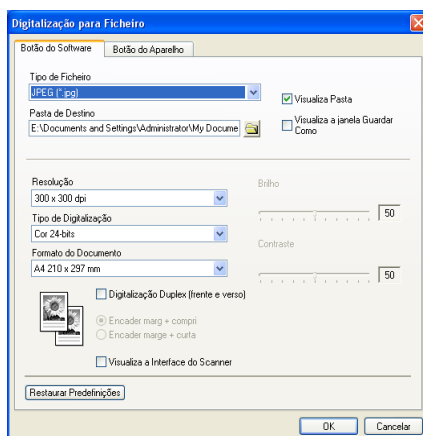 Digitalização para Ficheiro
Botão do Software
Botão do Aparelho
Tipo de Ficheiro
JPEG (*.jpg)
Visualiza Pasta
Pasta de Destino
E:\Documents and Settings\Administrator\My Docume
Visualiza a janela Guardar
Como
Resolução
300 x 300 dpi
Brilho
50
Tipo de Digitalização
Cor 24-bits
Contraste
50
Formato do Documento
A4 210 x 297 mm
Digitalização Duplex (frente e verso)
Encader marg + compri
Encader marge + curta
Visualiza a Interface do Scanner
Restaurar Predefinições
OK
Cancelar